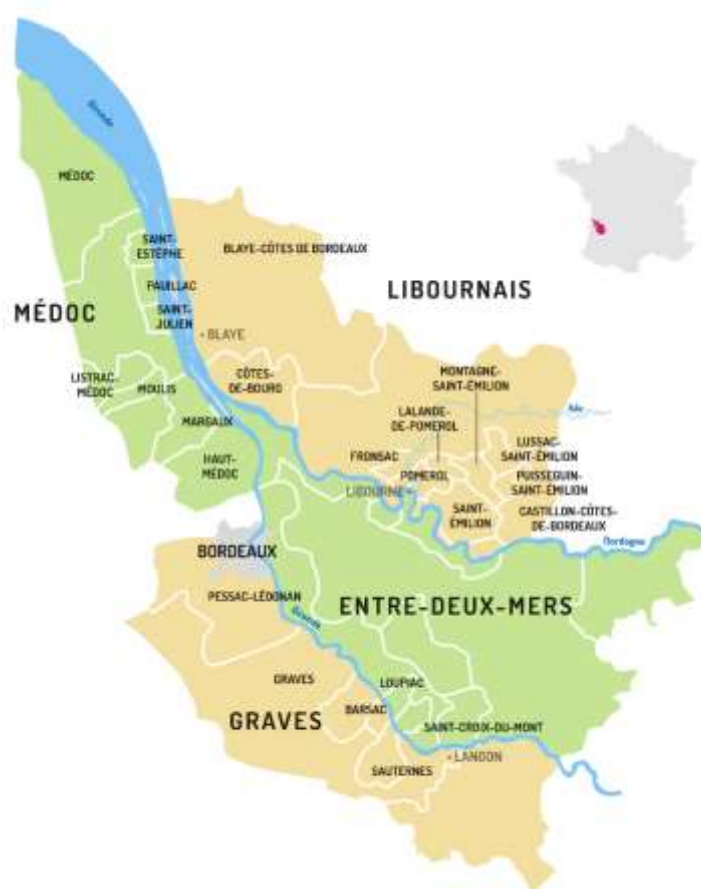 Gironde
MÉDOC
SAINT-
ESTÈPHE
BLAYE-CÔTES DE BORDEAUX
PAUILLAC
LIBOURNAIS
MÉDOC
SAINT-
JULIEN
BLAYE
LISTRAC-
MÉDOC
MOULIS
CÔTES-
DE-BOURG
MONTAGNE-
SAINT-ÉMILION
LALANDE-
DE-POMEROL
Isle
MARGAUX
LUSSAC-
SAINT-ÉMILION
HAUT-
MÉDOC
FRONSAC
POMEROL
PUISSEGUIN-
SAINT-ÉMILION
LIBOURNE
SAINT-
ÉMILION
CASTILLON-CÔTES-
DE-BORDEAUX
Dordogne
BORDEAUX
PESSAC-LÉOGNAN
ENTRE-DEUX-MERS
GRAVES
LOUPIAC
BARSAC
GRAVES
SAINT-CROIX-DU-MONT
LANGON
SAUTERNES